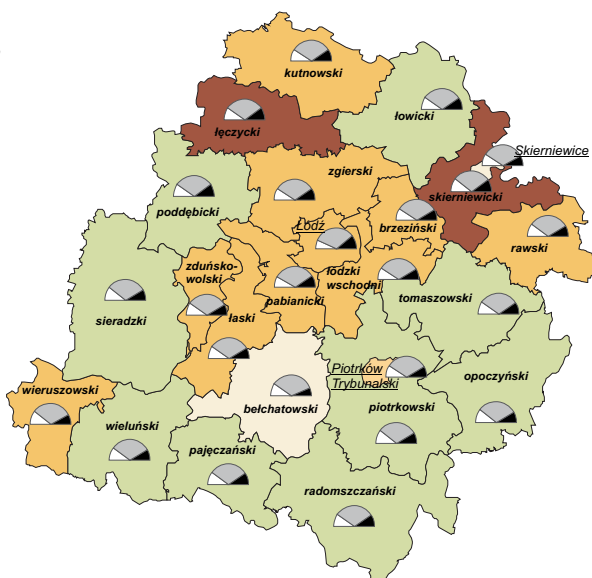 kutnowski
łowicki
łęczycki
Skierniewice
zgierski
skierniewicki
poddębicki
Łódź
brzeziński
rawski
zduńsko-
wolski
łódzki
wschodni
pabianicki
tomaszowski
łaski
sieradzki
Piotrków
Trybunalski
opoczyński
wieruszowski
bełchatowski
piotrkowski
wieluński
pajęczański
radomszczański